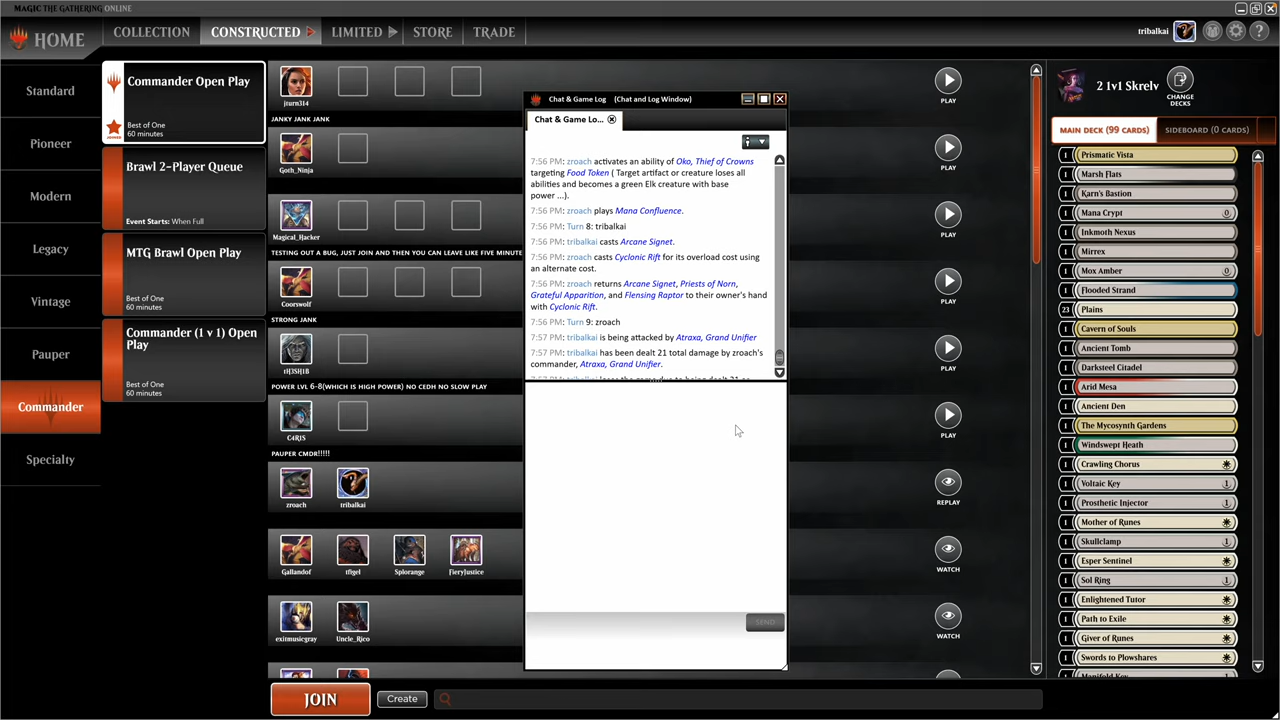 MAGIC THE GATHERING ONLINE
HOME
COLLECTION
CONSTRUCTED
LIMITED
STORE
TRADE
tribalkai
Standard
Pioneer
Modern
Legacy
Vintage
Pauper
Commander
Specialty
Commander Open Play
Best of One
60 minutes
JOINED
Brawl 2-Player Queue
Event Starts: When Full
MTG Brawl Open Play
Best of One
60 minutes
Commander (1 v 1) Open
Play
Best of One
60 minutes
jturn314
PLAY
JANKY JANK JANK
Goth_Ninja
PLAY
Magical_Hacker
PLAY
TESTING OUT A BUG, JUST JOIN AND THEN YOU CAN LEAVE LIKE FIVE MINUTE
Coorswolf
PLAY
STRONG JANK
PLAY
POWER LVL 6-8(WHICH IS HIGH POWER) NO CEDH NO SLOW PLAY
C4RIS
PLAY
PAUPER CMDR!!!!!
zroach
tribalkai
REPLAY
Gallandof
tfigel
Splorange
FieryJustice
WATCH
exitmusicgray
Uncle_Rico
WATCH
JOIN
Create
Chat & Game Log (Chat and Log Window)
Chat & Game Lo...
7:56 PM: zroach activates an ability of Oko, Thief of Crowns
targeting Food Token ( Target artifact or creature loses all
abilities and becomes a green Elk creature with base
power ...).
7:56 PM: zroach plays Mana Confluence.
7:56 PM: Turn 8: tribalkai
7:56 PM: tribalkai casts Arcane Signet.
7:56 PM: zroach casts Cyclonic Rift for its overload cost using
an alternate cost.
7:56 PM: zroach returns Arcane Signet, Priests of Norn,
Grateful Apparition, and Flensing Raptor to their owner's hand
with Cyclonic Rift.
7:56 PM: Turn 9: zroach
7:57 PM: tribalkai is being attacked by Atraxa, Grand Unifier
7:57 PM: tribalkai has been dealt 21 total damage by zroach's
commander, Atraxa, Grand Unifier.
SEND
2 1v1 Skrelv
CHANGE
DECKS
MAIN DECK (99 CARDS)
SIDEBOARD (0 CARDS)
1 Prismatic Vista
1 Marsh Flats
1 Karn's Bastion
1 Mana Crypt 0
1 Inkmoth Nexus
1 Mirrex
1 Mox Amber 0
1 Flooded Strand
23 Plains
1 Cavern of Souls
1 Ancient Tomb
1 Darksteel Citadel
1 Arid Mesa
1 Ancient Den
1 The Mycosynth Gardens
1 Windswept Heath
1 Crawling Chorus
1 Voltaic Key 1
1 Prosthetic Injector 1
1 Mother of Runes
1 Skullclamp 1
1 Esper Sentinel
1 Sol Ring 1
1 Enlightened Tutor
1 Path to Exile
1 Giver of Runes
1 Swords to Plowshares